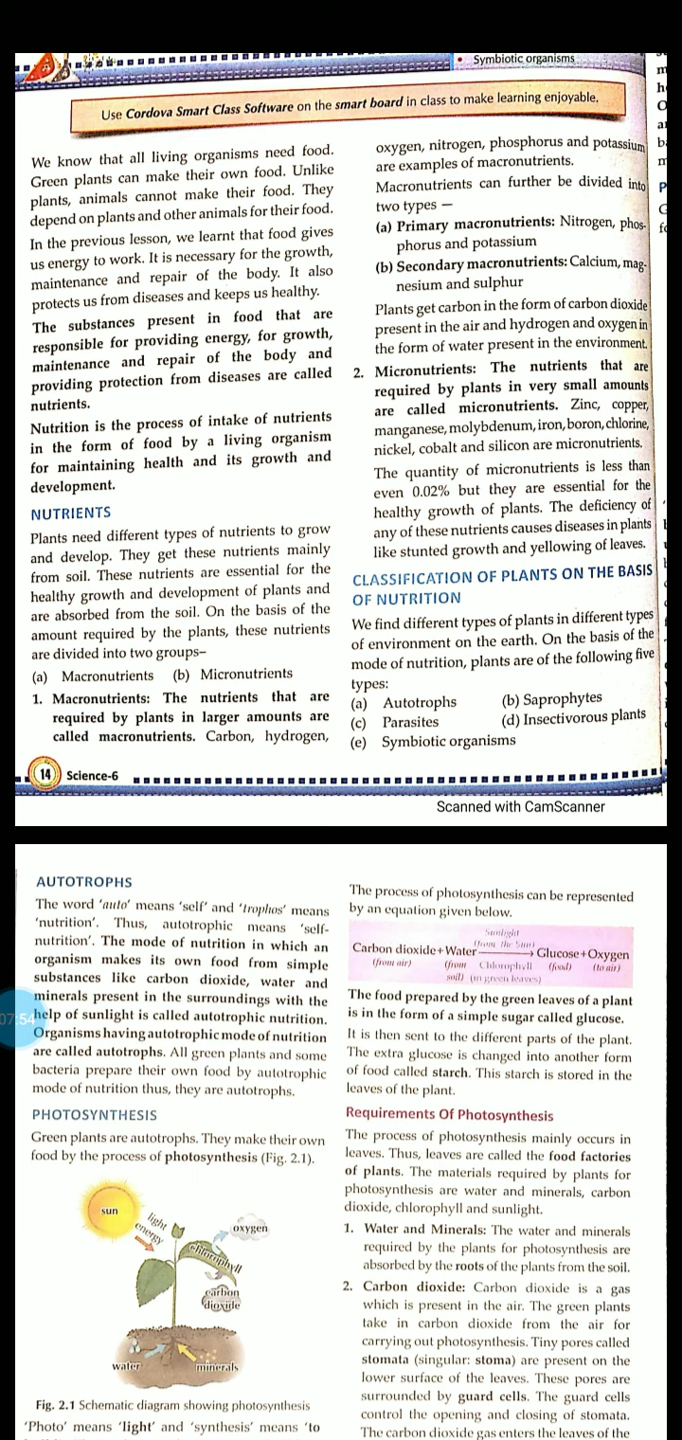 • Symbiotic organisms
Use Cordova Smart Class Software on the smart board in class to make learning enjoyable.
We know that all living organisms need food.
Green plants can make their own food. Unlike
plants, animals cannot make their food. They
depend on plants and other animals for their food.
In the previous lesson, we learnt that food gives
us energy to work. It is necessary for the growth,
maintenance and repair of the body. It also
protects us from diseases and keeps us healthy.
The substances present in food that are
responsible for providing energy, for growth,
maintenance and repair of the body and
providing protection from diseases are called
nutrients.
Nutrition is the process of intake of nutrients
in the form of food by a living organism
for maintaining health and its growth and
development.
NUTRIENTS
Plants need different types of nutrients to grow
and develop. They get these nutrients mainly
from soil. These nutrients are essential for the
healthy growth and development of plants and
are absorbed from the soil. On the basis of the
amount required by the plants, these nutrients
are divided into two groups–
(a) Macronutrients (b) Micronutrients
1. Macronutrients: The nutrients that are
required by plants in larger amounts are
called macronutrients. Carbon, hydrogen,
oxygen, nitrogen, phosphorus and potassium
are examples of macronutrients.
Macronutrients can further be divided into
two types —
(a) Primary macronutrients: Nitrogen, phos-
phorus and potassium
(b) Secondary macronutrients: Calcium, mag-
nesium and sulphur
Plants get carbon in the form of carbon dioxide
present in the air and hydrogen and oxygen in
the form of water present in the environment.
2. Micronutrients: The nutrients that are
required by plants in very small amounts
are called micronutrients. Zinc, copper,
manganese, molybdenum, iron, boron, chlorine,
nickel, cobalt and silicon are micronutrients.
The quantity of micronutrients is less than
even 0.02% but they are essential for the
healthy growth of plants. The deficiency of
any of these nutrients causes diseases in plants
like stunted growth and yellowing of leaves.
CLASSIFICATION OF PLANTS ON THE BASIS
OF NUTRITION
We find different types of plants in different types
of environment on the earth. On the basis of the
mode of nutrition, plants are of the following five
types:
(a) Autotrophs (b) Saprophytes
(c) Parasites (d) Insectivorous plants
(e) Symbiotic organisms
14 Science-6
Scanned with CamScanner
AUTOTROPHS
The word 'auto' means 'self' and 'trophos' means
'nutrition'. Thus, autotrophic means 'self-
nutrition'. The mode of nutrition in which an
organism makes its own food from simple
substances like carbon dioxide, water and
minerals present in the surroundings with the
help of sunlight is called autotrophic nutrition.
07:54
Organisms having autotrophic mode of nutrition
are called autotrophs. All green plants and some
bacteria prepare their own food by autotrophic
mode of nutrition thus, they are autotrophs.
PHOTOSYNTHESIS
Green plants are autotrophs. They make their own
food by the process of photosynthesis (Fig. 2.1).
sun
light
energy
oxygen
chlorophyll
carbon
dioxide
water
minerals
Fig. 2.1 Schematic diagram showing photosynthesis
'Photo' means 'light' and 'synthesis' means 'to
The process of photosynthesis can be represented
by an equation given below.
Sunlight
(from the Sun)
Carbon dioxide+Water → Glucose+Oxygen
(from air) (from Chlorophyll (food) (to air)
soil) (in green leaves)
The food prepared by the green leaves of a plant
is in the form of a simple sugar called glucose.
It is then sent to the different parts of the plant.
The extra glucose is changed into another form
of food called starch. This starch is stored in the
leaves of the plant.
Requirements Of Photosynthesis
The process of photosynthesis mainly occurs in
leaves. Thus, leaves are called the food factories
of plants. The materials required by plants for
photosynthesis are water and minerals, carbon
dioxide, chlorophyll and sunlight.
1. Water and Minerals: The water and minerals
required by the plants for photosynthesis are
absorbed by the roots of the plants from the soil.
2. Carbon dioxide: Carbon dioxide is a gas
which is present in the air. The green plants
take in carbon dioxide from the air for
carrying out photosynthesis. Tiny pores called
stomata (singular: stoma) are present on the
lower surface of the leaves. These pores are
surrounded by guard cells. The guard cells
control the opening and closing of stomata.
The carbon dioxide gas enters the leaves of the